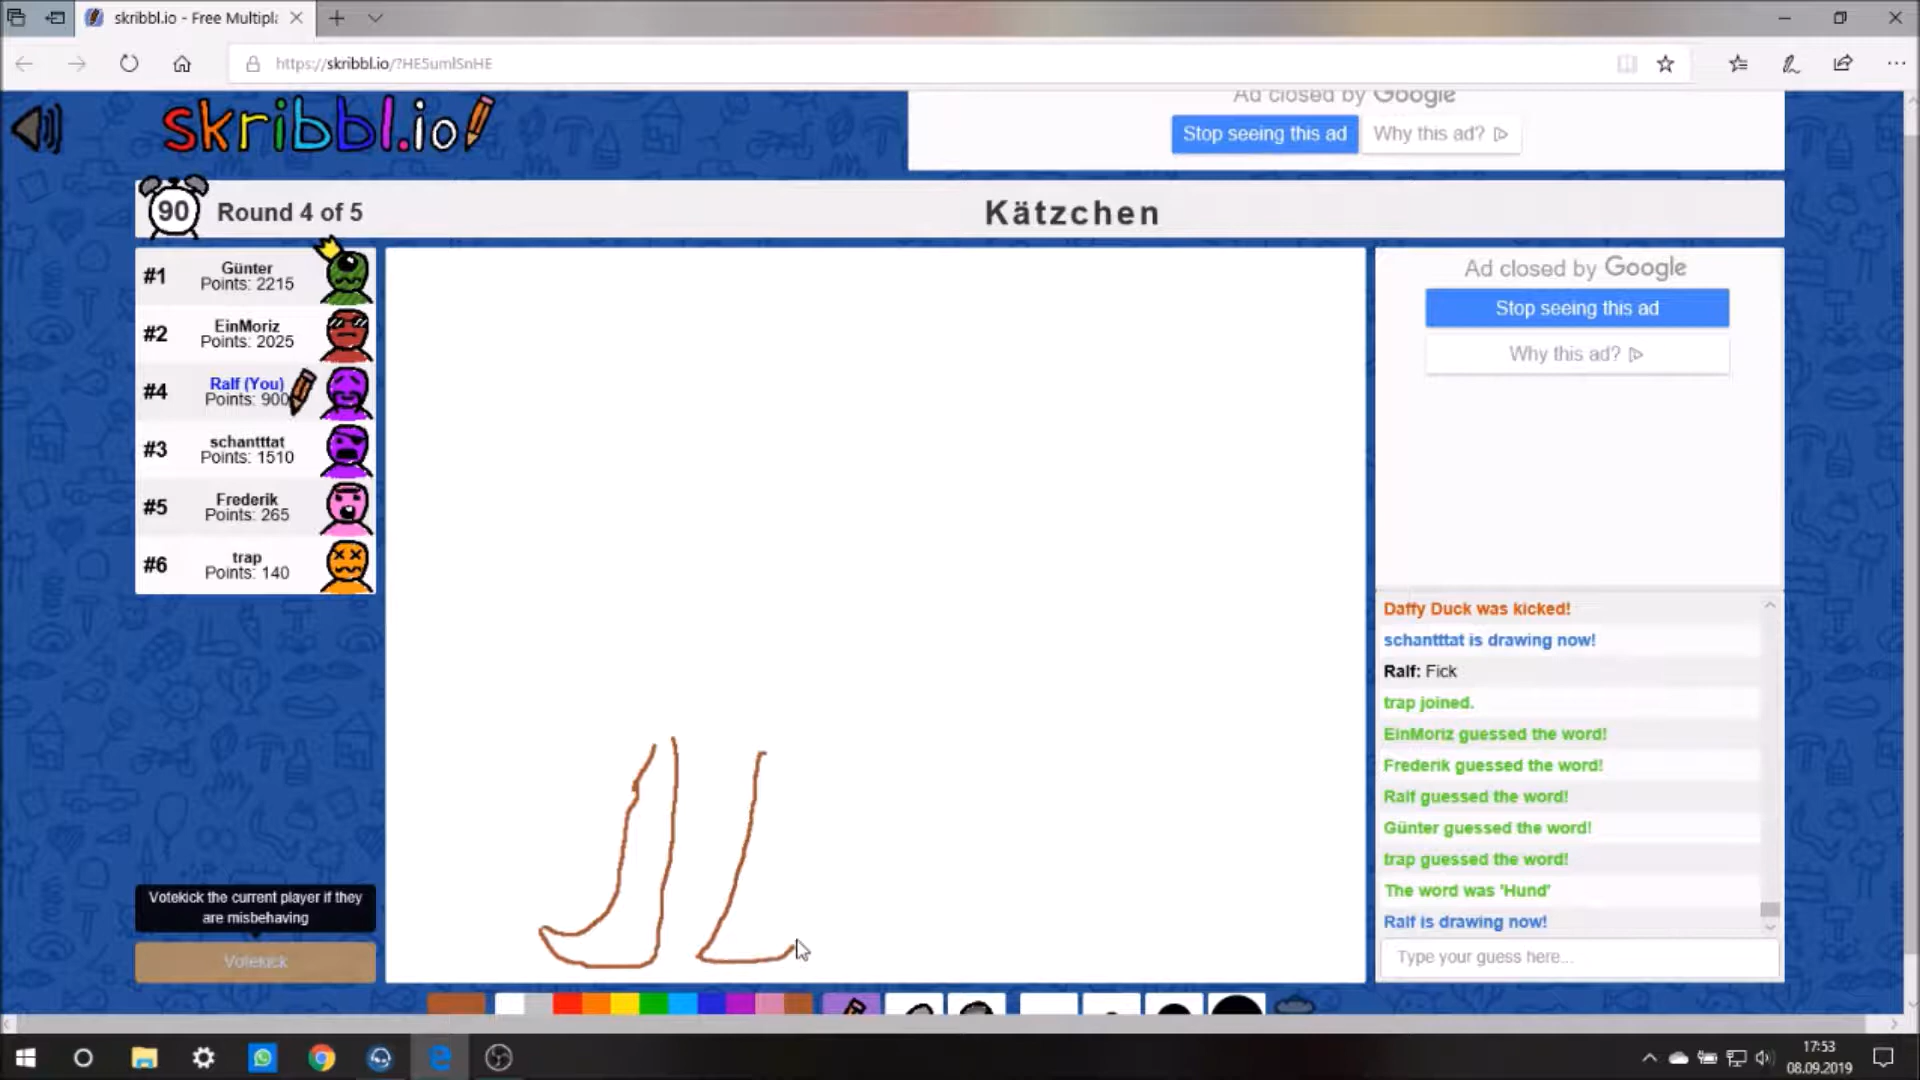 skribbl.io - Free Multipl
https://skribbl.io/?HE5umlSnHE
skribbl.io
Ad closed by Google
Stop seeing this ad
Why this ad?
90
Round 4 of 5
Kätzchen
#1
Günter
Points: 2215
#2
EinMoriz
Points: 2025
#4
Ralf (You)
Points: 900
#3
schantttat
Points: 1510
#5
Frederik
Points: 265
#6
trap
Points: 140
Votekick the current player if they
are misbehaving
Votekick
Ad closed by Google
Stop seeing this ad
Why this ad?
Daffy Duck was kicked!
schantttat is drawing now!
Ralf: Fick
trap joined.
EinMoriz guessed the word!
Frederik guessed the word!
Ralf guessed the word!
Günter guessed the word!
trap guessed the word!
The word was 'Hund'
Ralf is drawing now!
Type your guess here...
17:53
08.09.2019